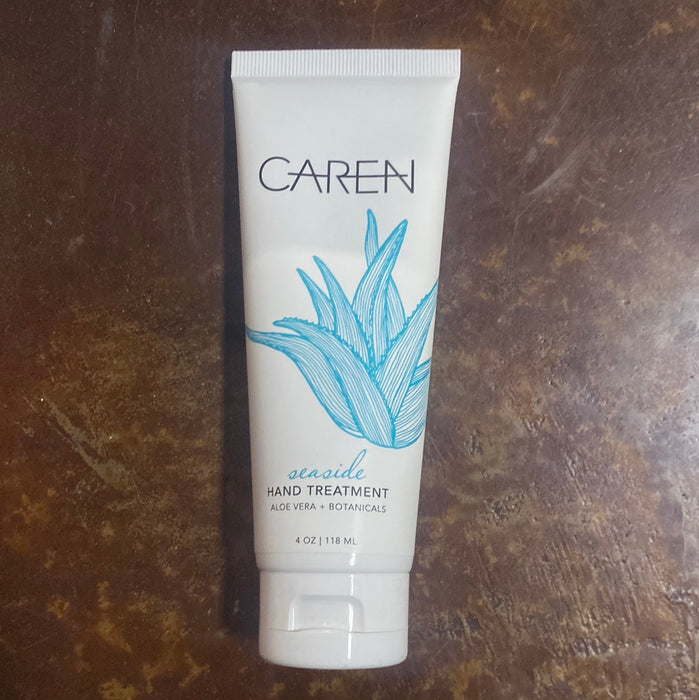 CAREN
seaside
HAND TREATMENT
ALOE VERA + BOTANICALS
4 OZ | 118 ML